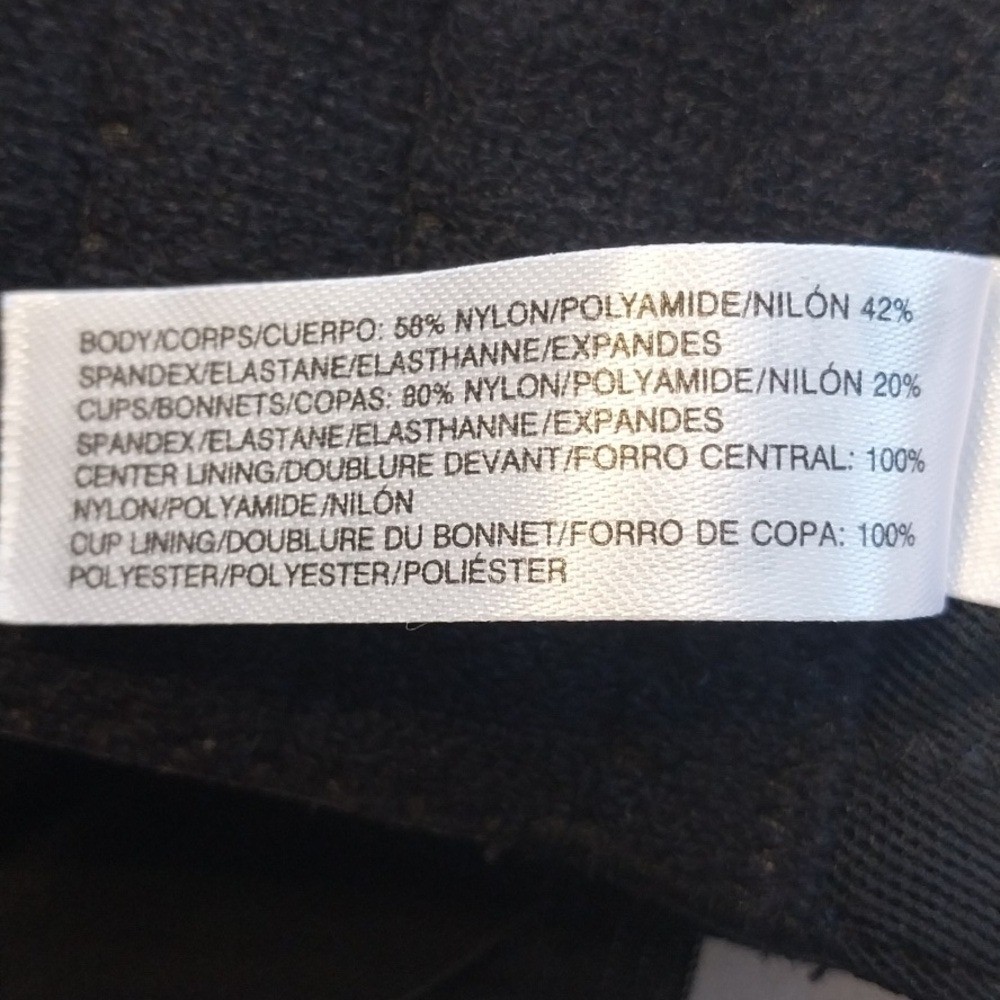 BODY/CORPS/CUERPO: 58% NYLON/POLYAMIDE/NILÓN 42%
SPANDEX/ELASTANE/ELASTHANNE/EXPANDES
CUPS/BONNETS/COPAS: 80% NYLON/POLYAMIDE/NILÓN 20%
SPANDEX/ELASTANE/ELASTHANNE/EXPANDES
CENTER LINING/DOUBLURE DEVANT/FORRO CENTRAL: 100%
NYLON/POLYAMIDE/NILÓN
CUP LINING/DOUBLURE DU BONNET/FORRO DE COPA: 100%
POLYESTER/POLYESTER/POLIÉSTER